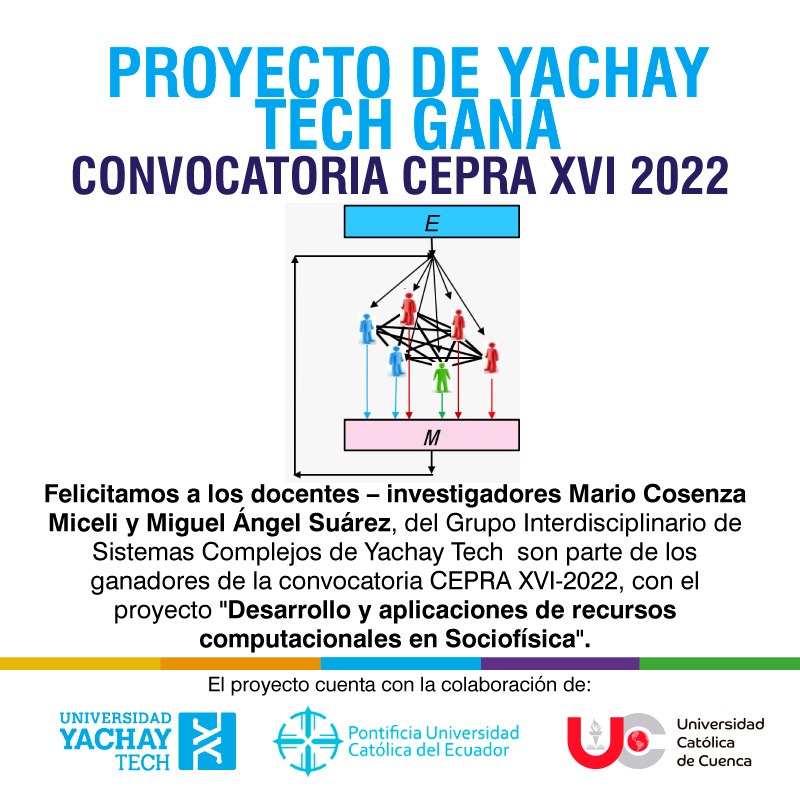 PROYECTO DE YACHAY
TECH GANA
CONVOCATORIA CEPRA XVI 2022
E
M
Felicitamos a los docentes – investigadores Mario Cosenza
Miceli y Miguel Ángel Suárez, del Grupo Interdisciplinario de
Sistemas Complejos de Yachay Tech son parte de los
ganadores de la convocatoria CEPRA XVI-2022, con el
proyecto "Desarrollo y aplicaciones de recursos
computacionales en Sociofísica".
El proyecto cuenta con la colaboración de:
UNIVERSIDAD
YACHAY
TECH
Pontificia Universidad
Católica del Ecuador
UC
Universidad
Católica
de Cuenca